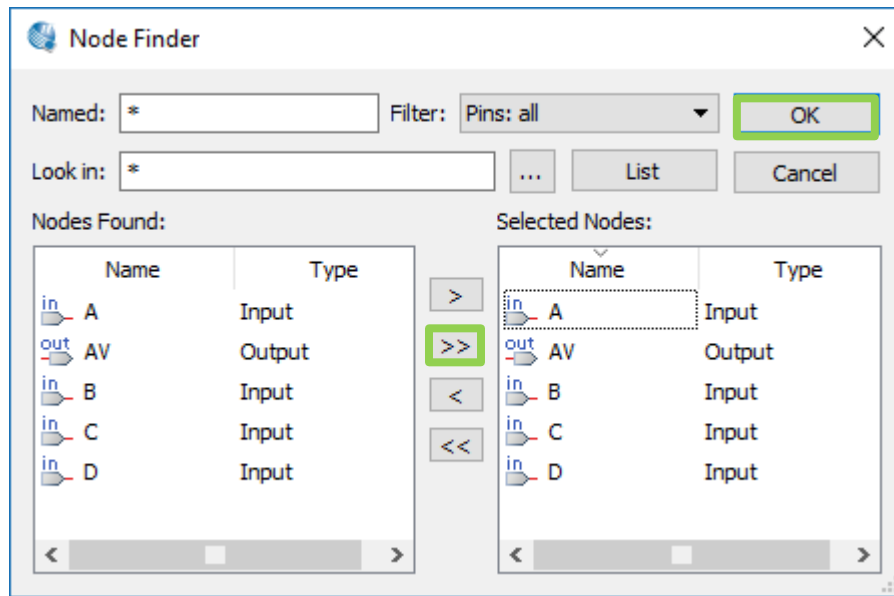 Node Finder
Named: * Filter: Pins: all OK
Look in: * ... List Cancel
Nodes Found: Selected Nodes:
Name Type Name Type
>
in A Input in A Input
out AV Output >> out AV Output
in B Input < in B Input
in C Input << in C Input
in D Input in D Input